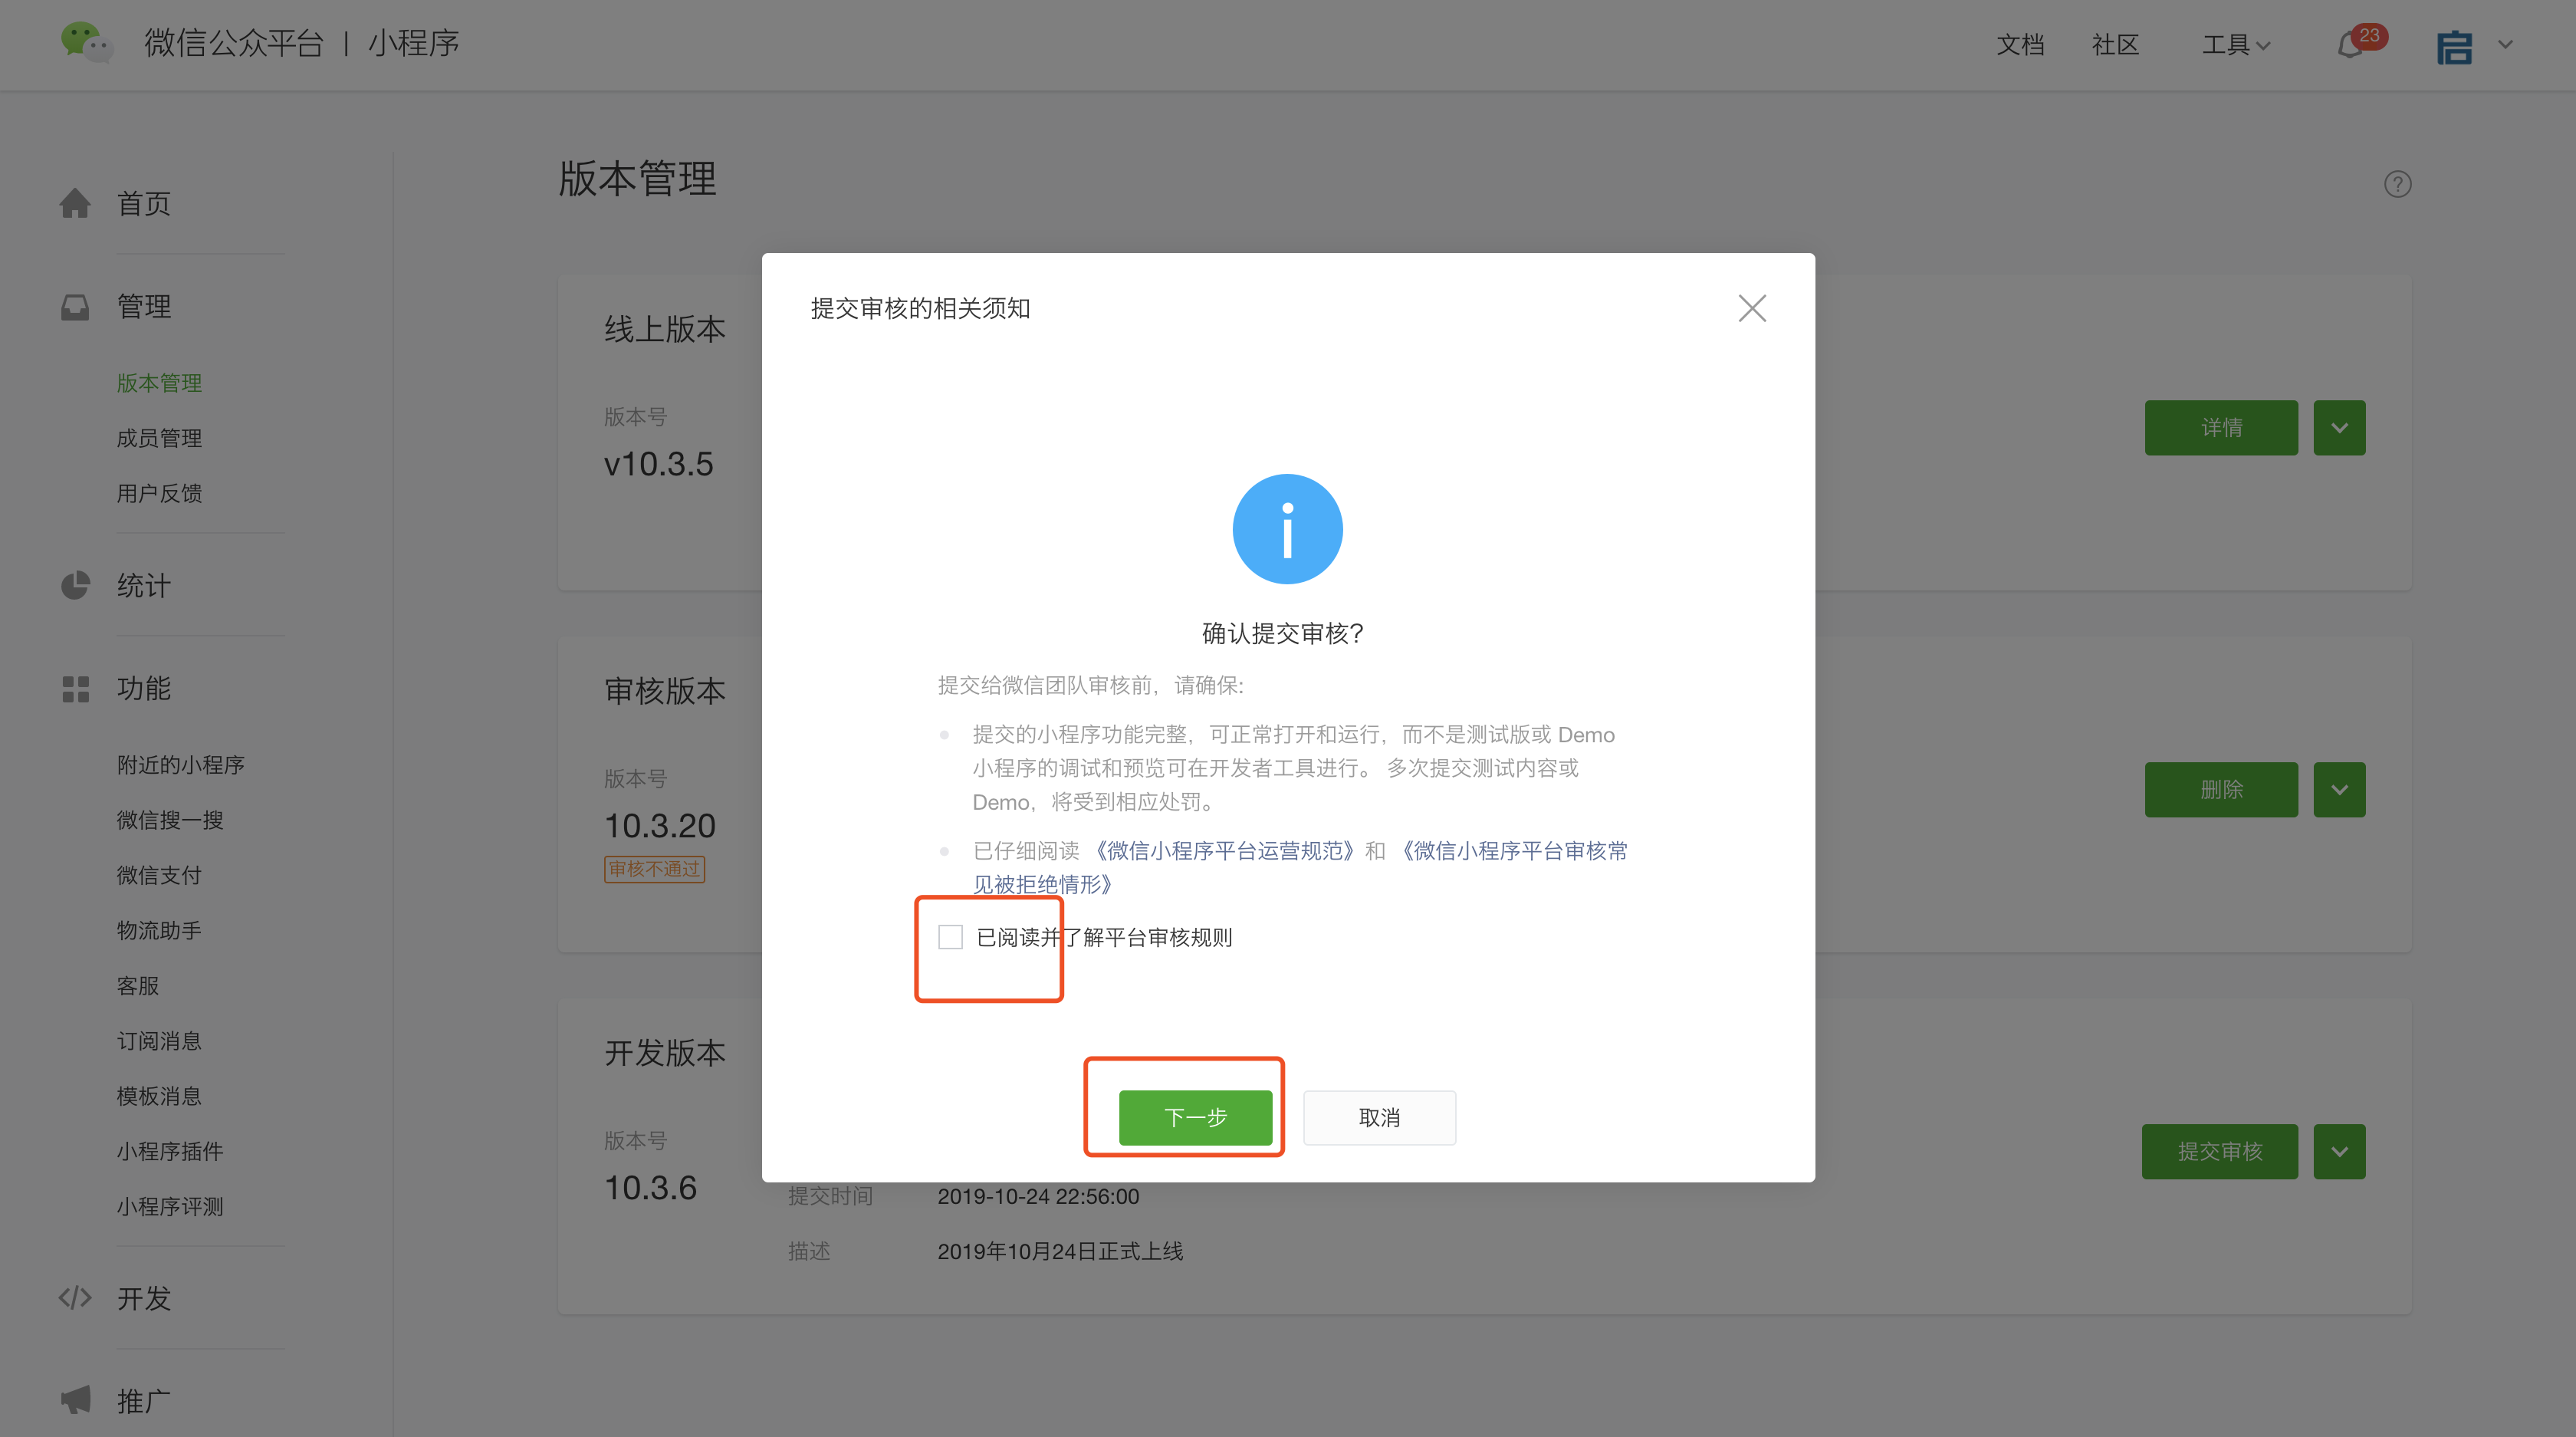 微信公众平台 | 小程序
文档
社区
工具
23
启
首页
管理
版本管理
成员管理
用户反馈
统计
功能
附近的小程序
微信搜一搜
微信支付
物流助手
客服
订阅消息
模板消息
小程序插件
小程序评测
开发
推广
版本管理
?
线上版本
版本号
v10.3.5
详情
审核版本
版本号
10.3.20
审核不通过
删除
开发版本
版本号
10.3.6
提交审核
提交时间 2019-10-24 22:56:00
描述 2019年10月24日正式上线
提交审核的相关须知
确认提交审核?
提交给微信团队审核前,请确保:
提交的小程序功能完整,可正常打开和运行,而不是测试版或 Demo
小程序的调试和预览可在开发者工具进行。 多次提交测试内容或
Demo,将受到相应处罚。
已仔细阅读 《微信小程序平台运营规范》和 《微信小程序平台审核常
见被拒绝情形》
已阅读并了解平台审核规则
下一步
取消